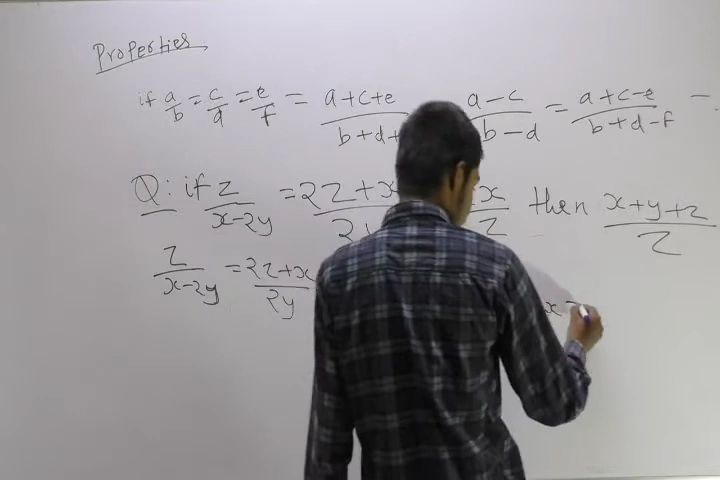 Properties
if a/b = c/d = e/f = a+c+e / b+d+ a-c / b-d = a+c-e / b+d-f -
Q: if z / x-2y = 2z+x / 2y x / z then x+y+z / z
z / x-2y = 2z+x / 2y x